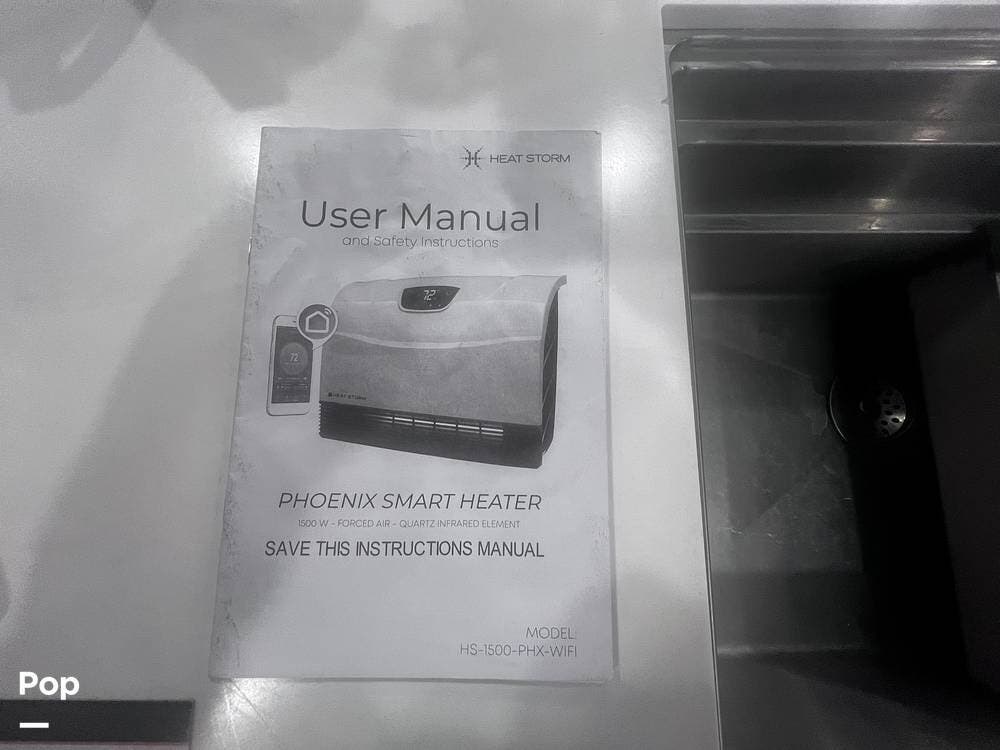 HEAT STORM
User Manual
and Safety Instructions
72
72
HEAT STORM
PHOENIX SMART HEATER
1500 W - FORCED AIR - QUARTZ INFRARED ELEMENT
SAVE THIS INSTRUCTIONS MANUAL
MODEL:
HS-1500-PHX-WIFI
Pop